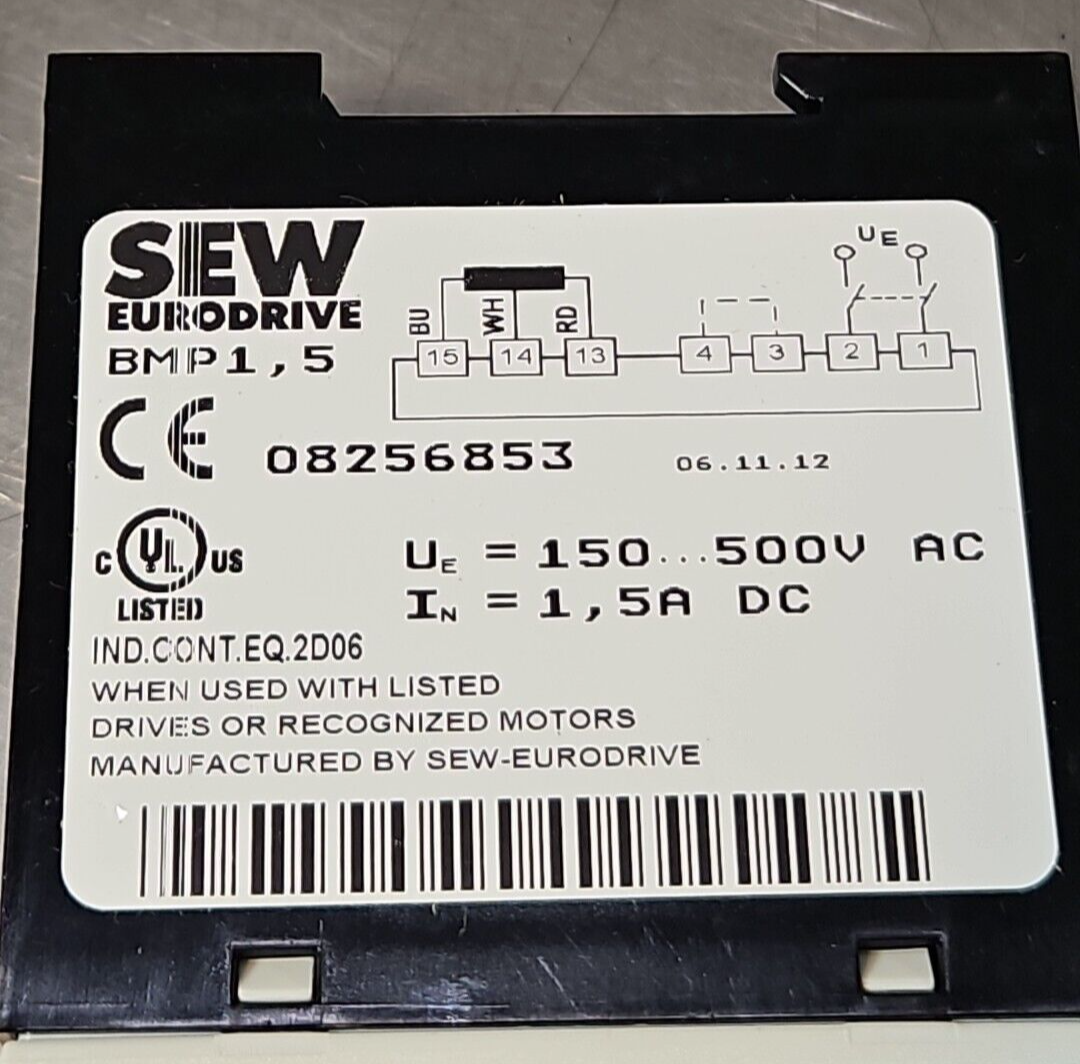 SEW
EURODRIVE
BMP1,5
UE
BU WH RD
15 14 13 4 3 2 1
CE 08256853 06.11.12
C UL US
LISTED
UE = 150...500V AC
IN = 1,5A DC
IND.CONT.EQ.2D06
WHEN USED WITH LISTED
DRIVES OR RECOGNIZED MOTORS
MANUFACTURED BY SEW-EURODRIVE